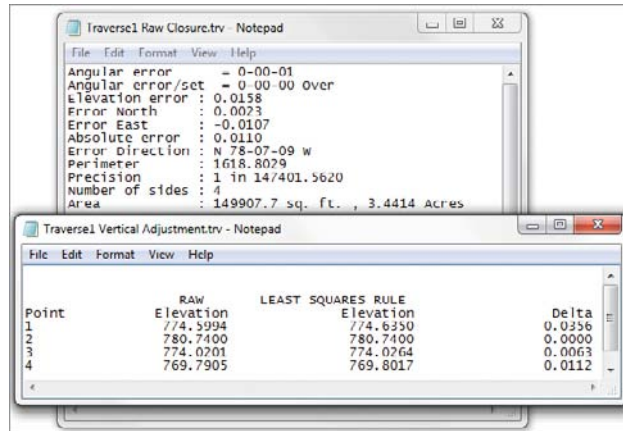 Traverse1 Raw Closure.trv - Notepad
File Edit Format View Help
Angular error = 0-00-01
Angular error/set = 0-00-00 Over
Elevation error : 0.0158
Error North : 0.0023
Error East : -0.0107
Absolute error : 0.0110
Error Direction : N 78-07-09 W
Perimeter : 1618.8029
Precision : 1 in 147401.5620
Number of sides : 4
Area : 149907.7 sq. ft. , 3.4414 Acres
Traverse1 Vertical Adjustment.trv - Notepad
File Edit Format View Help
RAW LEAST SQUARES RULE
Point Elevation Elevation Delta
1 774.5994 774.6350 0.0356
2 780.7400 780.7400 0.0000
3 774.0201 774.0264 0.0063
4 769.7905 769.8017 0.0112